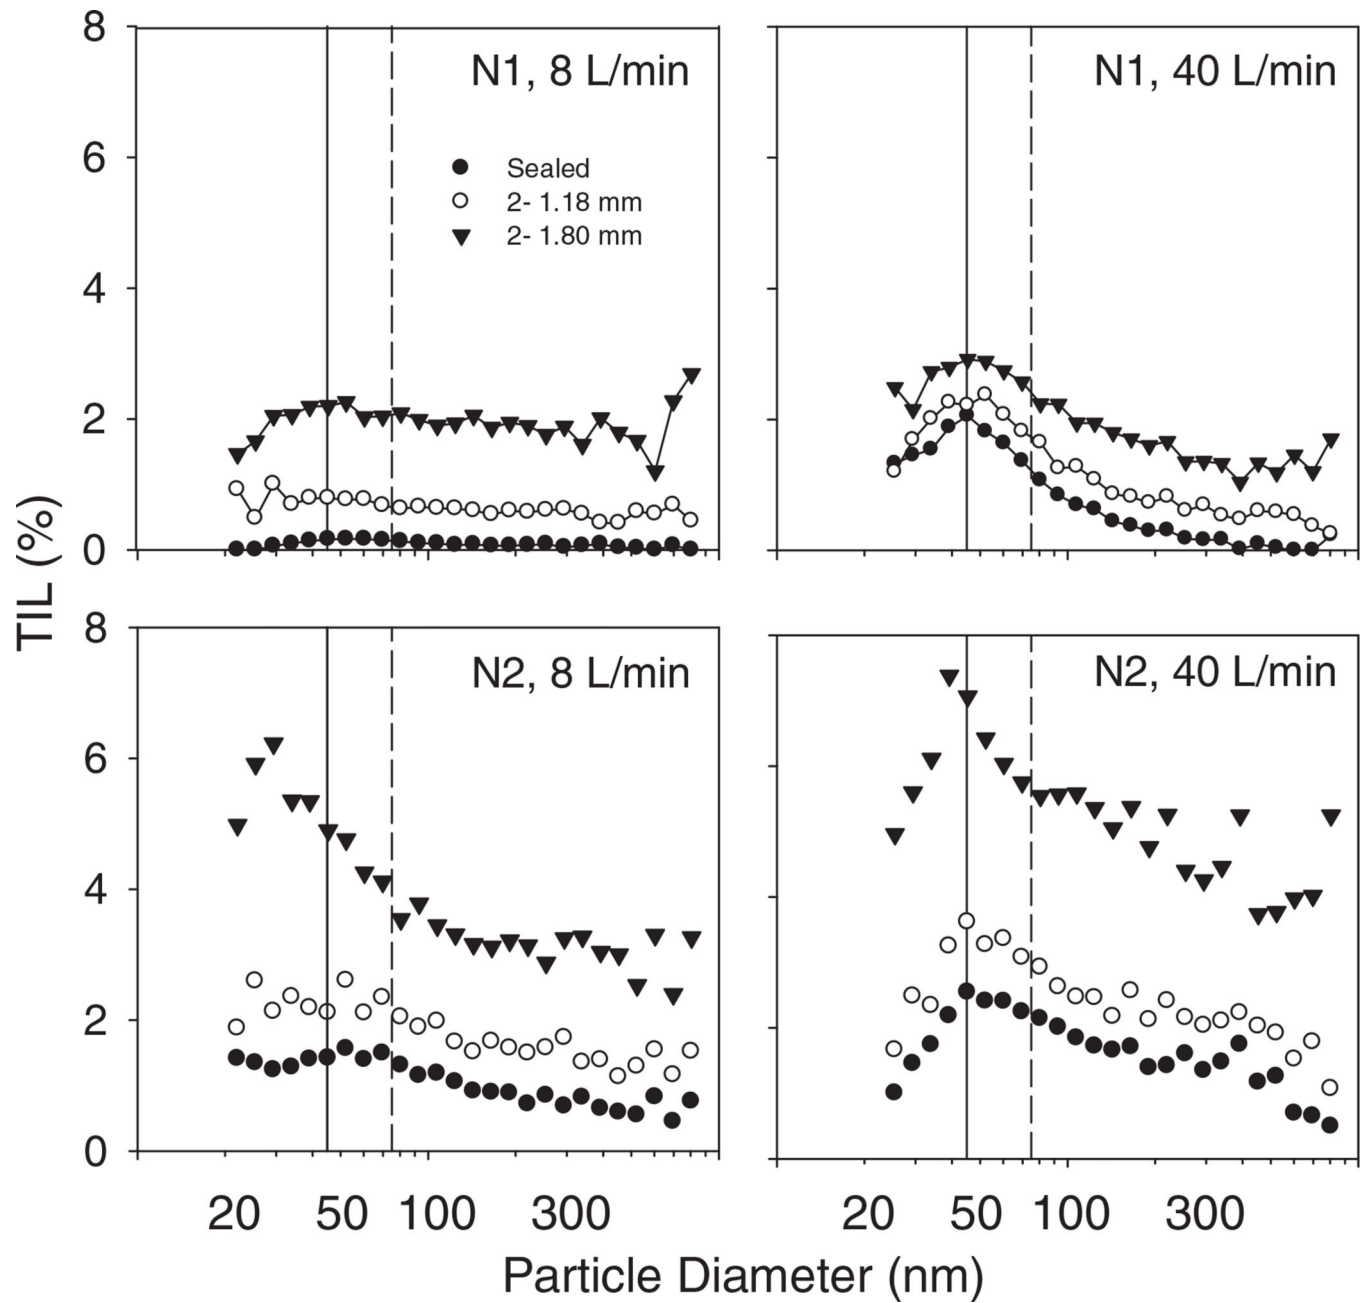 N1, 8 L/min
N1, 40 L/min
8
6
4
2
0
Sealed
2- 1.18 mm
2- 1.80 mm
TIL (%)
N2, 8 L/min
N2, 40 L/min
8
6
4
2
0
20 50 100 300
20 50 100 300
Particle Diameter (nm)